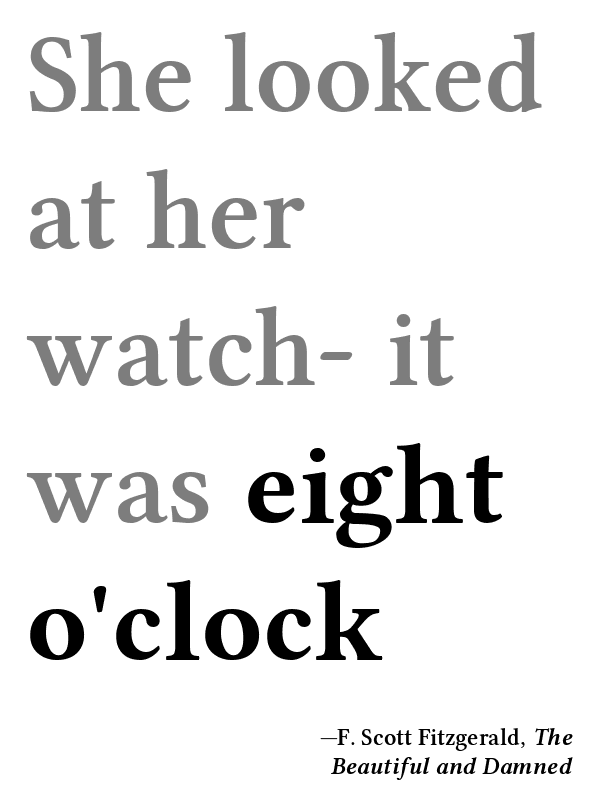 She looked
at her
watch- it
was eight
o'clock
—F. Scott Fitzgerald, The
Beautiful and Damned